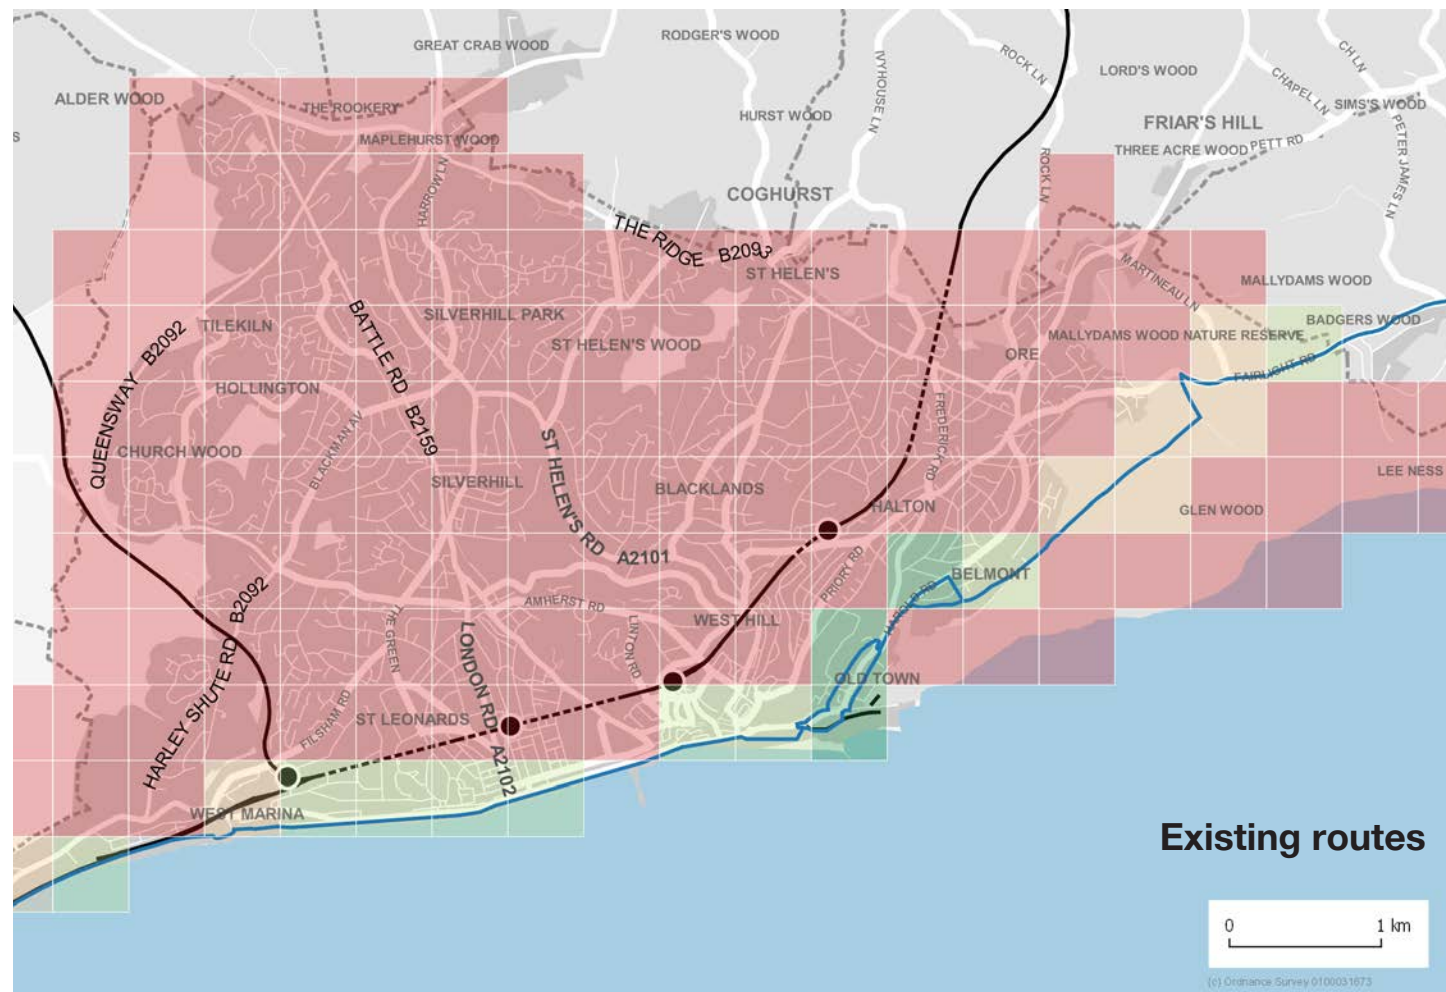 GREAT CRAB WOOD
RODGER'S WOOD
ROCK LN
LORD'S WOOD
CH LN
CHAPEL LN
ALDER WOOD
THE ROOKERY
IVYHOUSE LN
HURST WOOD
SIMS'S WOOD
FRIAR'S HILL
S
MAPLEHURST WOOD
THREE ACRE WOOD
PETT RD
PETER JAMES LN
HARROW LN
ROCK LN
COGHURST
THE RIDGE B2093
ST HELEN'S
MARTINEAU LN
MALLYDAMS WOOD
QUEENSWAY B2092
TILEKILN
BATTLE RD B2159
SILVERHILL PARK
ST HELEN'S WOOD
BADGERS WOOD
MALLYDAMS WOOD NATURE RESERVE
ORE
FAIRLIGHT RD
HOLLINGTON
BLACKMAN AV
FREDERICK RD
CHURCH WOOD
ST HELEN'S RD A2101
SILVERHILL
BLACKLANDS
LEE NESS
HALTON
GLEN WOOD
PRIORY RD
BELMONT
HAROLD RD
HARLEY SHUTE RD B2092
AMHERST RD
THE GREEN
LINTON RD
WEST HILL
LONDON RD A2102
OLD TOWN
FILSHAM RD
ST LEONARDS
WEST MARINA
Existing routes
0 1 km
(c) Ordnance Survey 0100031673